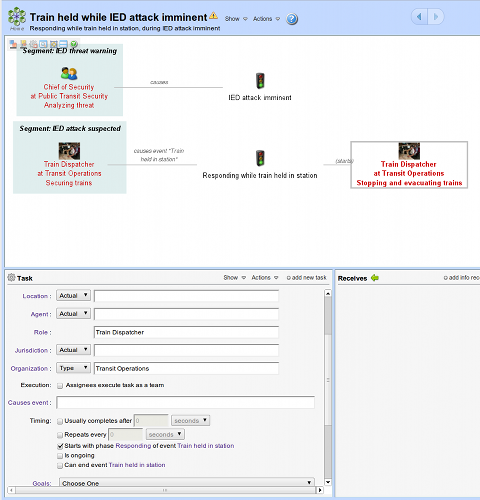 Train held while IED attack imminent
Show
Actions
Home
Responding while train held in station, during IED attack imminent
Segment: IED threat warning
Chief of Security
at Public Transit Security
Analyzing threat
causes
IED attack imminent
Segment: IED attack suspected
Train Dispatcher
at Transit Operations
Securing trains
causes event "Train
held in station"
Responding while train held in station
(starts)
Train Dispatcher
at Transit Operations
Stopping and evacuating trains
Task
Show
Actions
add new task
Receives
add info rec
Location :
Actual
Agent :
Actual
Role :
Train Dispatcher
Jurisdiction :
Actual
Organization :
Type
Transit Operations
Execution:
Assignees execute task as a team
Causes event :
Timing:
Usually completes after
0
seconds
Repeats every
0
seconds
Starts with phase Responding of event Train held in station
Is ongoing
Can end event Train held in station
Goals:
Choose One